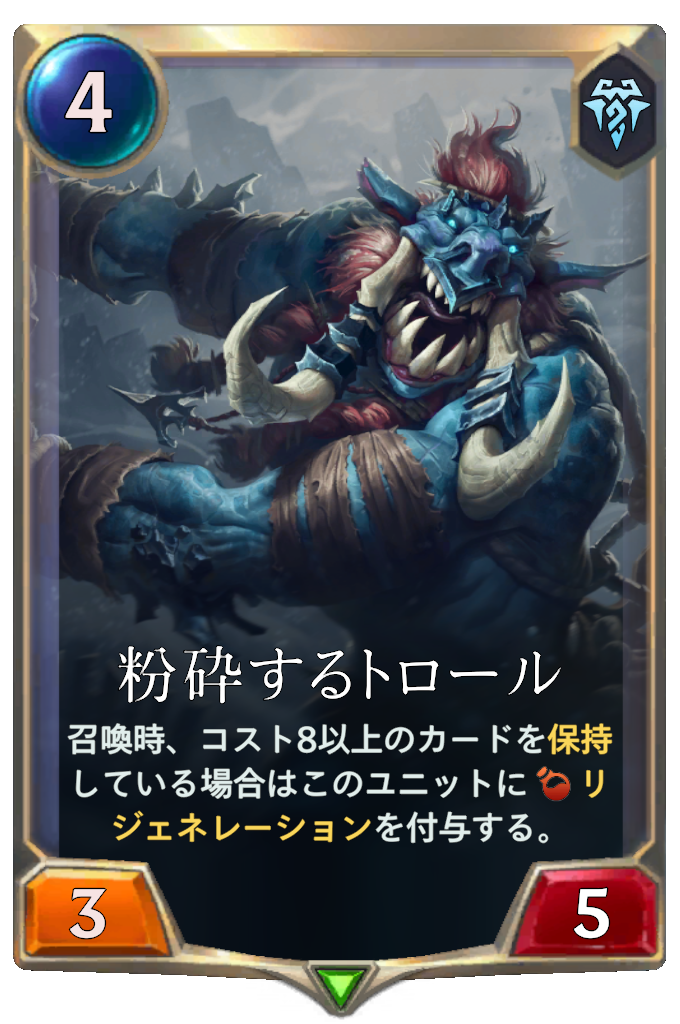 4
粉砕するトロール
召喚時、コスト8以上のカードを保持
している場合はこのユニットに リ
ジェネレーションを付与する。
3
5